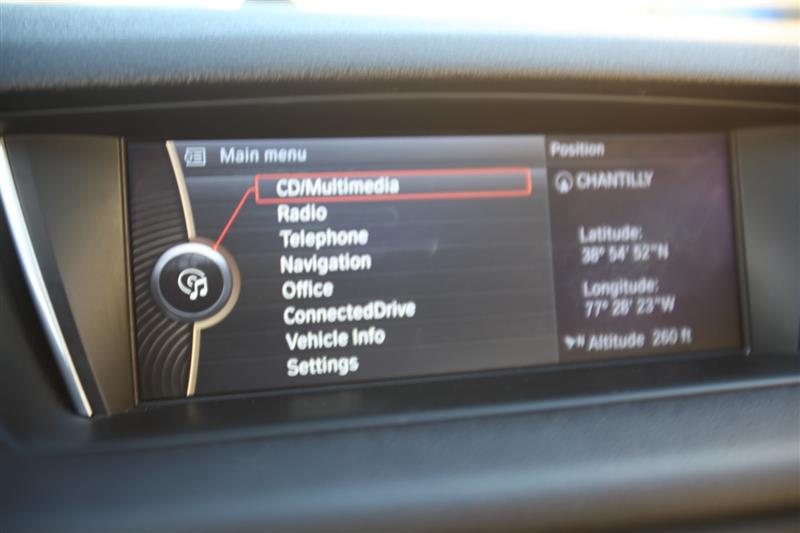 Main menu
CD/Multimedia
Radio
Telephone
Navigation
Office
ConnectedDrive
Vehicle Info
Settings
Position
CHANTILLY
Latitude:
38° 54' 52"N
Longitude:
77° 28' 23"W
Altitude 260 ft